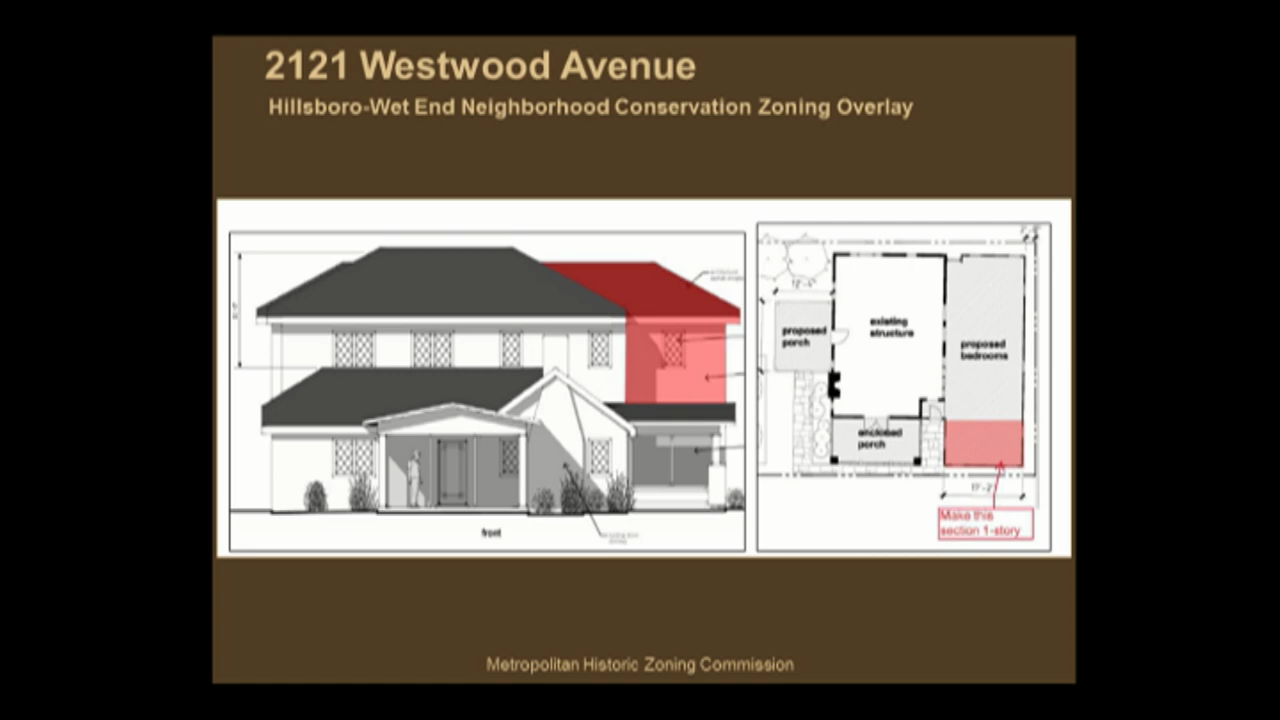 2121 Westwood Avenue
Hillsboro-Wet End Neighborhood Conservation Zoning Overlay
front
proposed
porch
existing
structure
proposed
bedrooms
enclosed
porch
Make this
section 1-story
Metropolitan Historic Zoning Commission